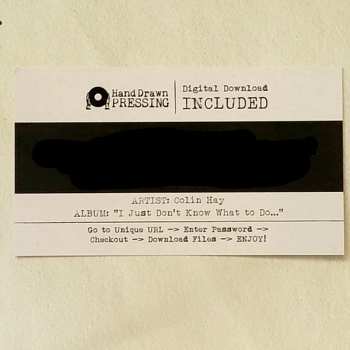 Hand Drawn
PRESSING
Digital Download
INCLUDED
ARTIST: Colin Hay
ALBUM: "I Just Don't Know What to Do..."
Go to Unique URL -> Enter Password ->
Checkout -> Download Files -> ENJOY!